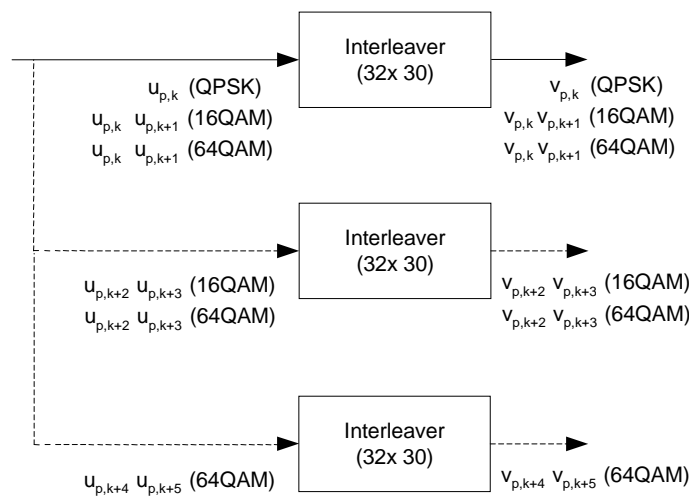 Interleaver
(32x 30)
u_p,k (QPSK)
u_p,k u_p,k+1 (16QAM)
u_p,k u_p,k+1 (64QAM)
v_p,k (QPSK)
v_p,k v_p,k+1 (16QAM)
v_p,k v_p,k+1 (64QAM)
Interleaver
(32x 30)
u_p,k+2 u_p,k+3 (16QAM)
u_p,k+2 u_p,k+3 (64QAM)
v_p,k+2 v_p,k+3 (16QAM)
v_p,k+2 v_p,k+3 (64QAM)
Interleaver
(32x 30)
u_p,k+4 u_p,k+5 (64QAM)
v_p,k+4 v_p,k+5 (64QAM)